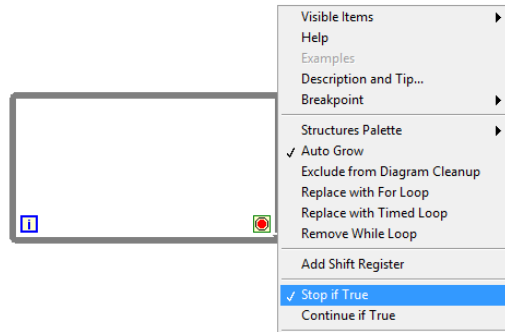 Visible Items
Help
Examples
Description and Tip...
Breakpoint
Structures Palette
Auto Grow
Exclude from Diagram Cleanup
Replace with For Loop
Replace with Timed Loop
Remove While Loop
Add Shift Register
Stop if True
Continue if True
i